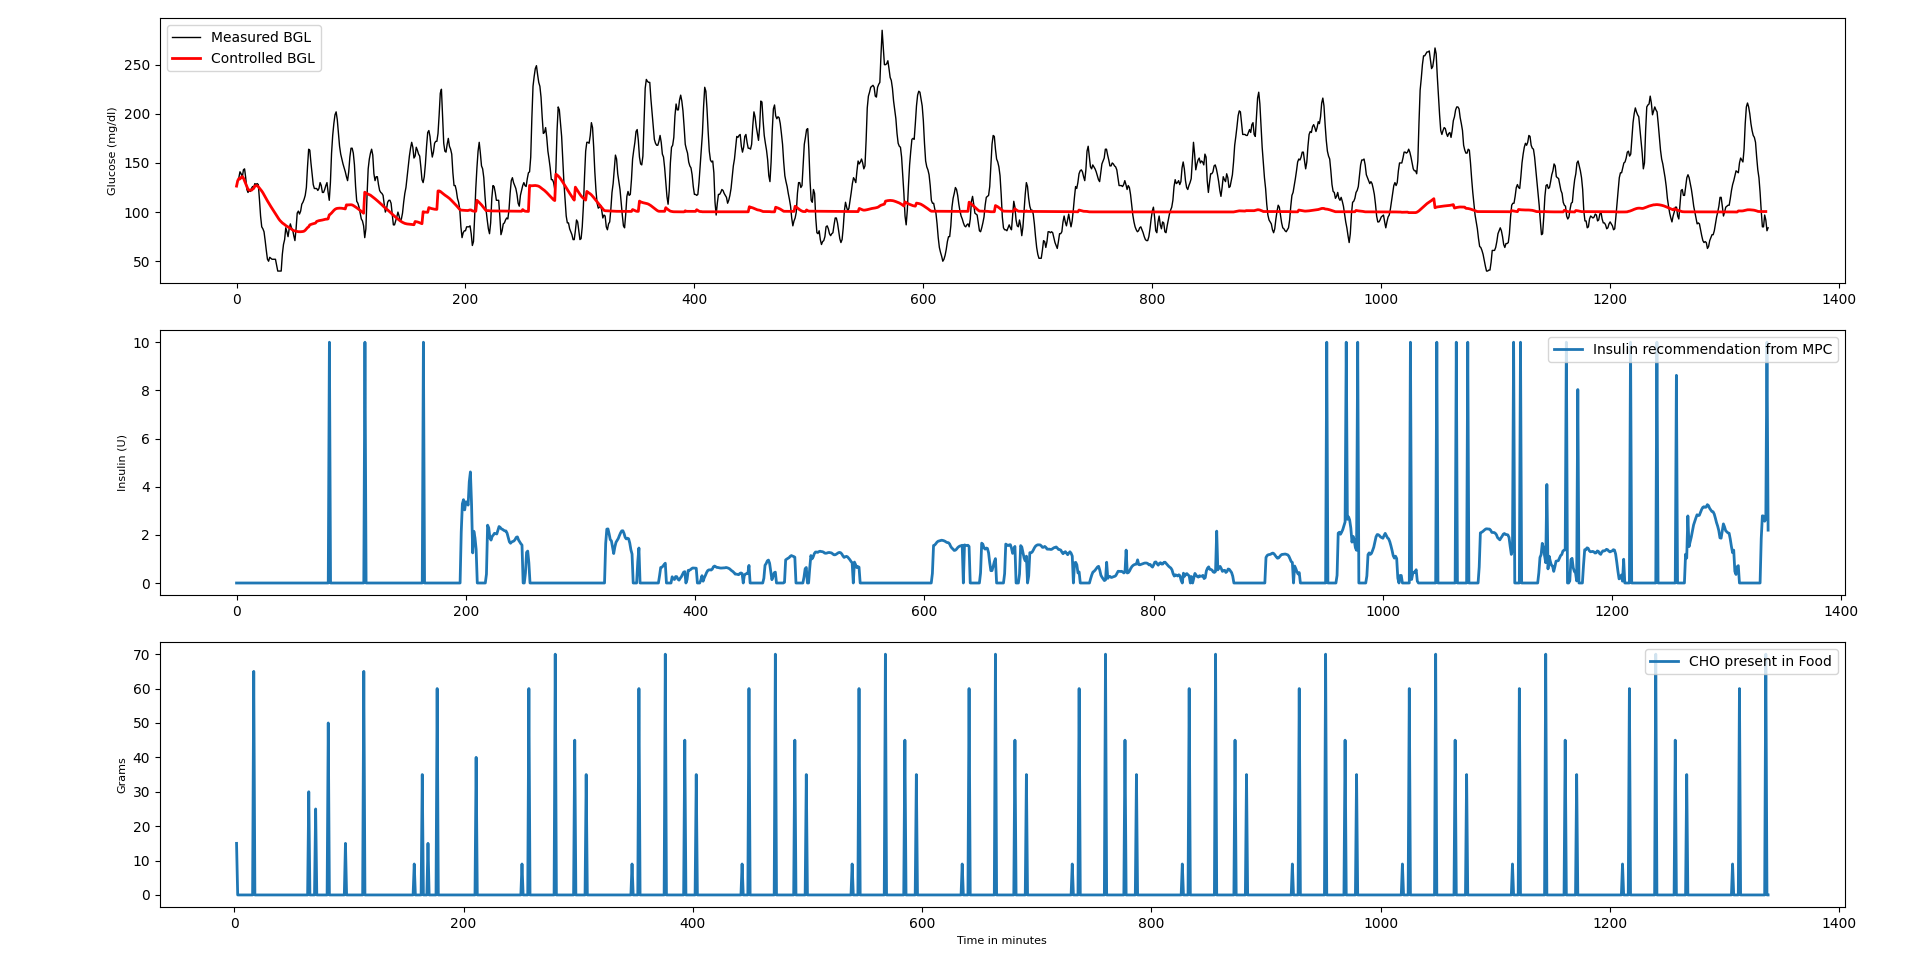 Measured BGL
Controlled BGL
Glucose (mg/dl)
250
200
150
100
50
0 200 400 600 800 1000 1200 1400
Insulin recommendation from MPC
Insulin (U)
10
8
6
4
2
0
0 200 400 600 800 1000 1200 1400
CHO present in Food
Grams
70
60
50
40
30
20
10
0
0 200 400 600 800 1000 1200 1400
Time in minutes